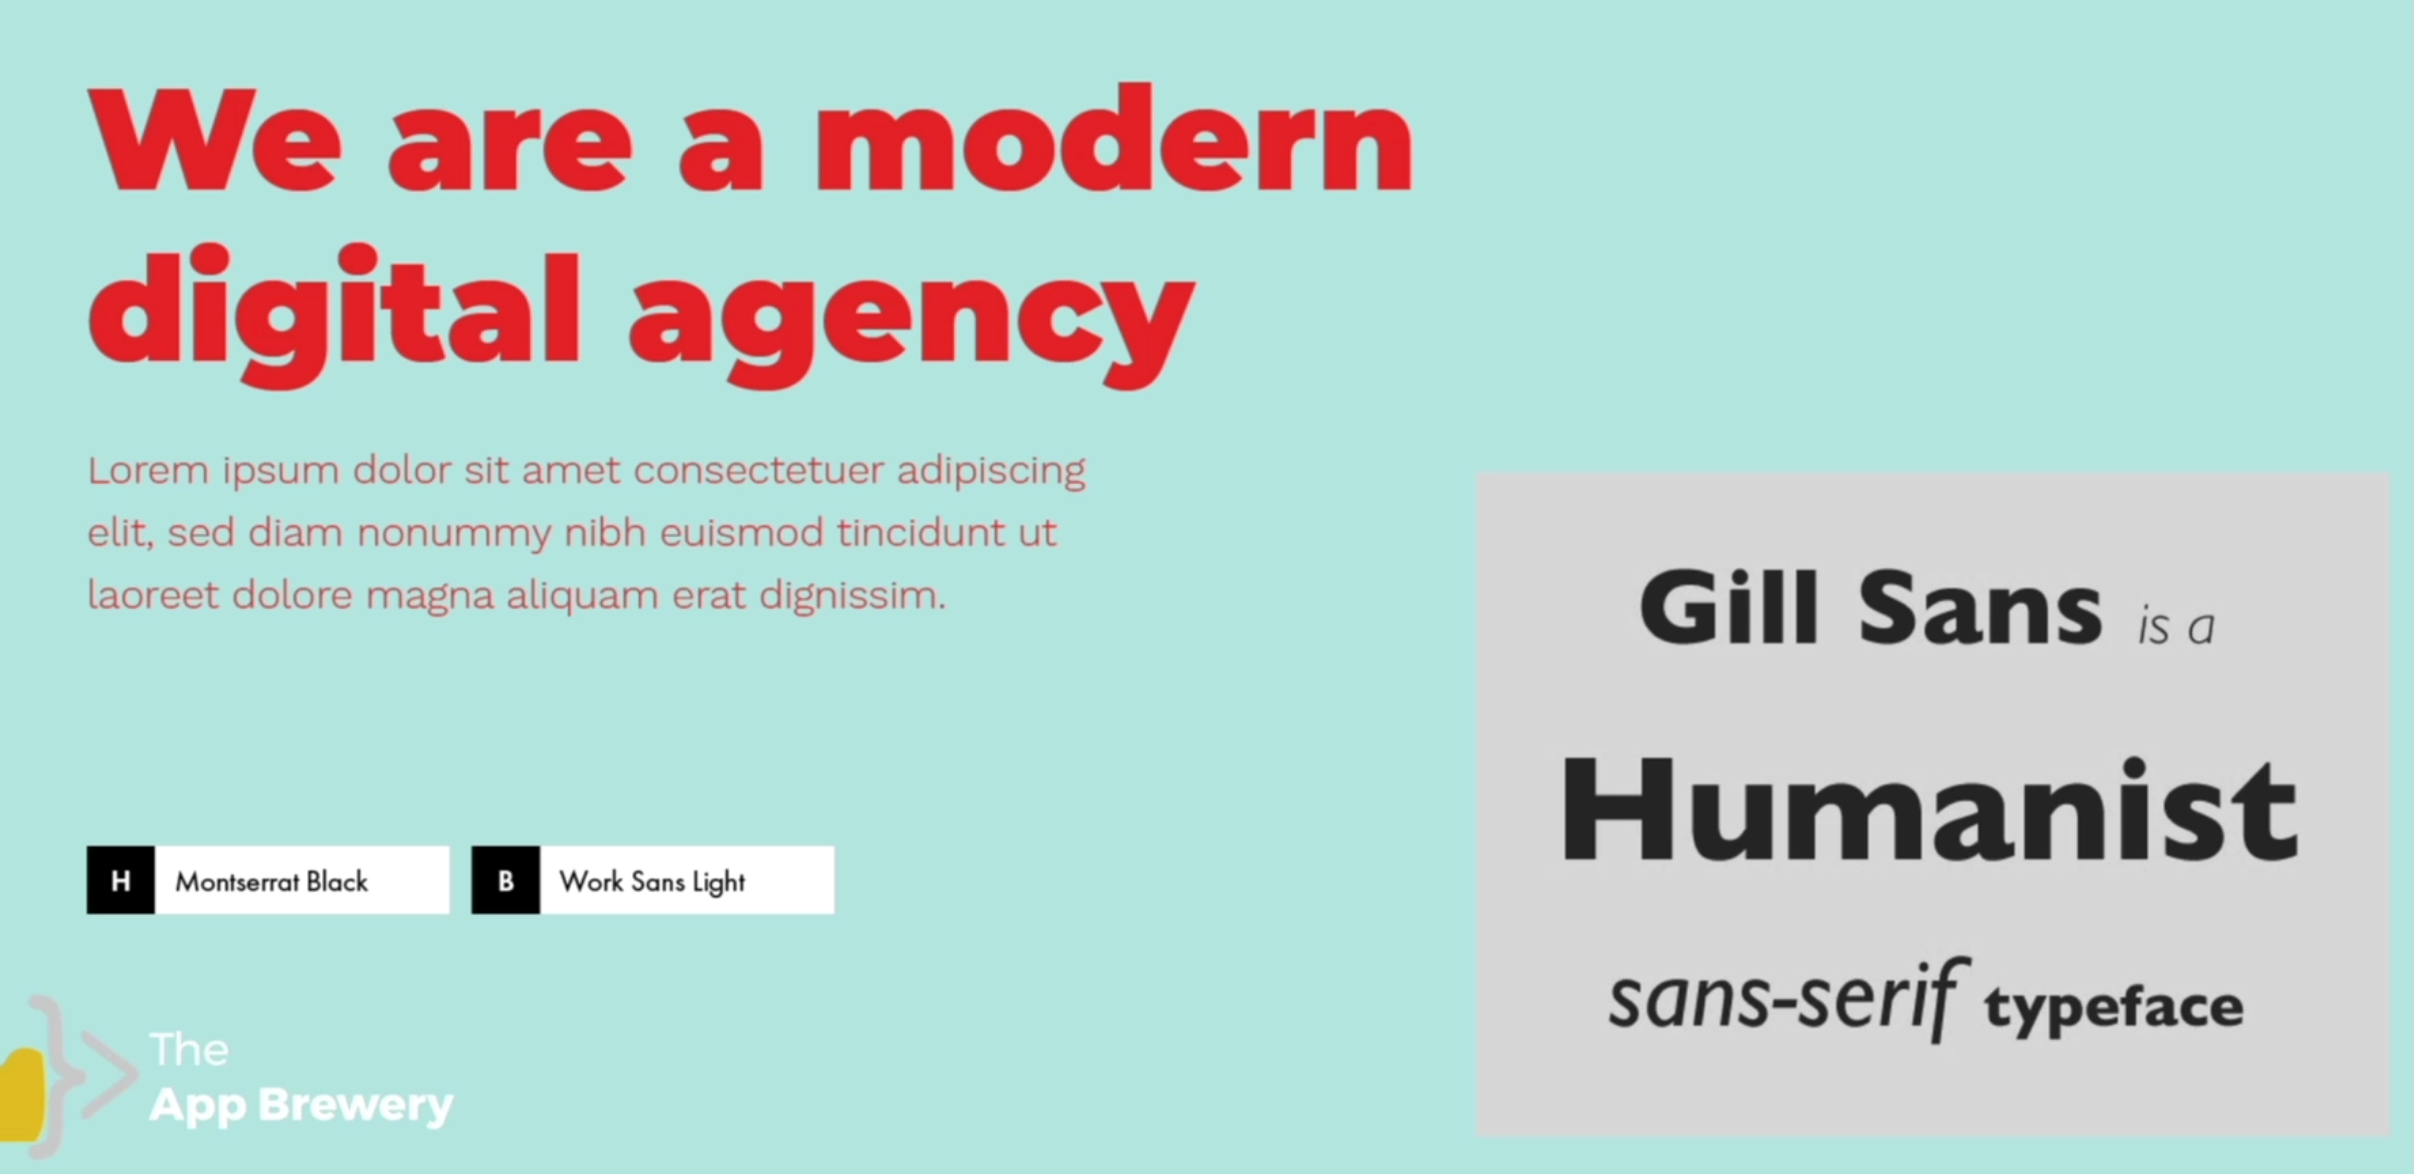 We are a modern
digital agency
Lorem ipsum dolor sit amet consectetuer adipiscing
elit, sed diam nonummy nibh euismod tincidunt ut
laoreet dolore magna aliquam erat dignissim.
H Montserrat Black
B Work Sans Light
The
App Brewery
Gill Sans is a
Humanist
sans-serif typeface